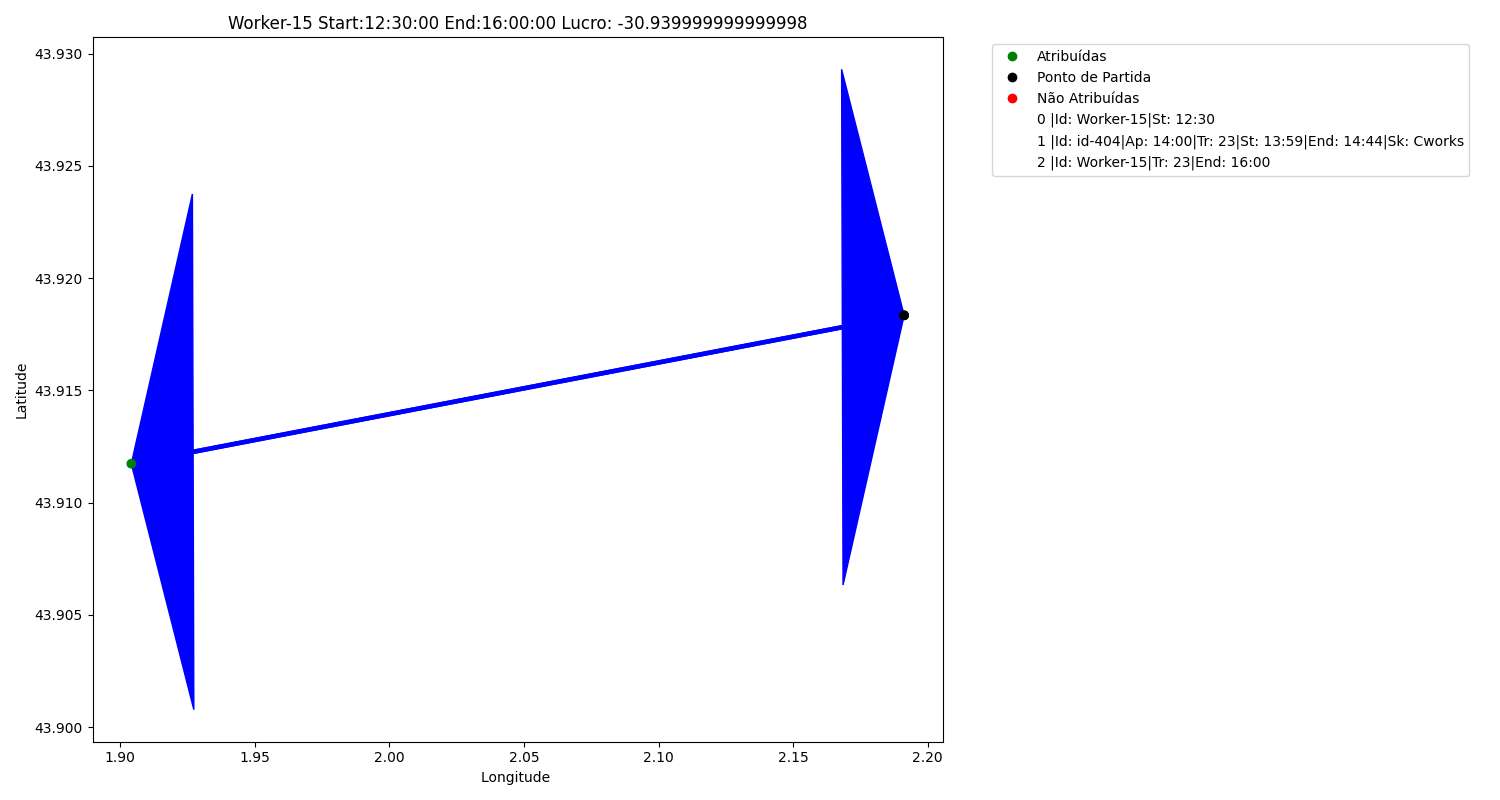 Worker-15 Start:12:30:00 End:16:00:00 Lucro: -30.939999999999998
43.930
43.925
43.920
43.915
43.910
43.905
43.900
Latitude
1.90 1.95 2.00 2.05 2.10 2.15 2.20
Longitude
Atribuídas
Ponto de Partida
Não Atribuídas
0 |Id: Worker-15|St: 12:30
1 |Id: id-404|Ap: 14:00|Tr: 23|St: 13:59|End: 14:44|Sk: Cworks
2 |Id: Worker-15|Tr: 23|End: 16:00